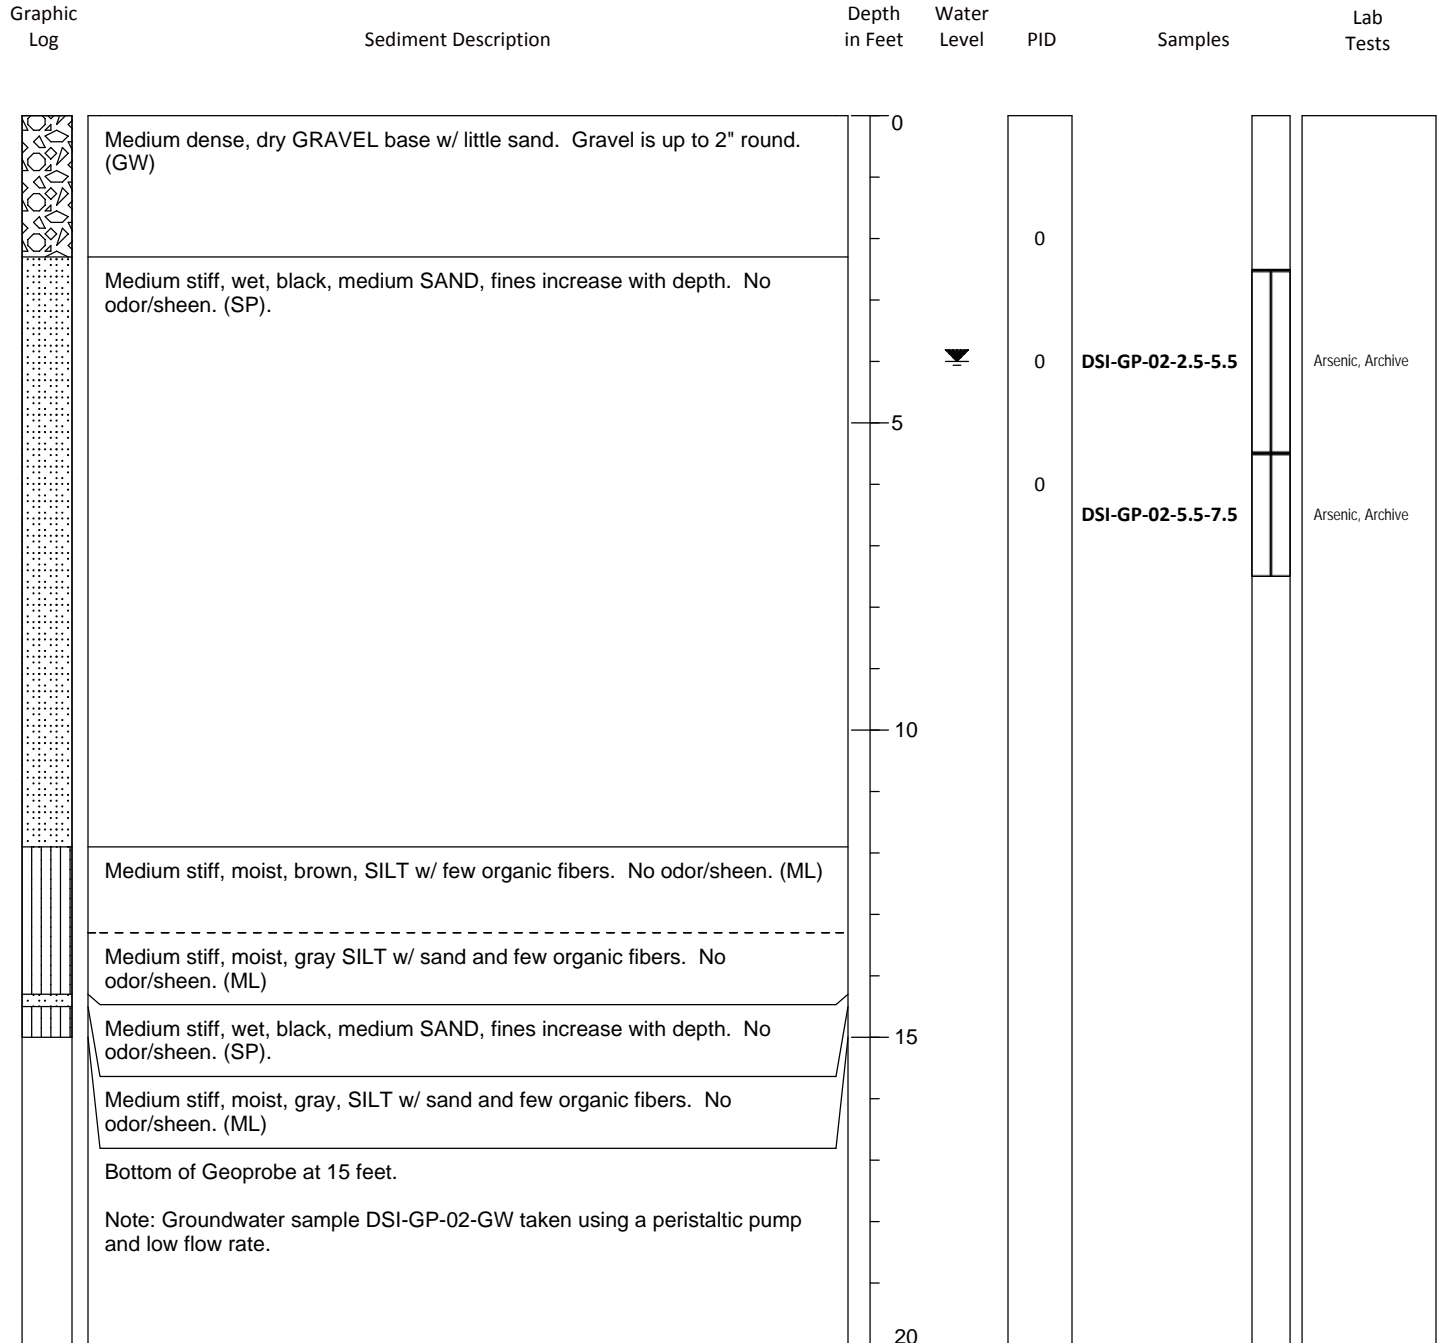 Graphic
Log
Sediment Description
Depth
in Feet
Water
Level
PID
Samples
Lab
Tests
0
Medium dense, dry GRAVEL base w/ little sand. Gravel is up to 2" round.
(GW)
0
Medium stiff, wet, black, medium SAND, fines increase with depth. No
odor/sheen. (SP).
0
DSI-GP-02-2.5-5.5
Arsenic, Archive
5
0
DSI-GP-02-5.5-7.5
Arsenic, Archive
10
Medium stiff, moist, brown, SILT w/ few organic fibers. No odor/sheen. (ML)
Medium stiff, moist, gray SILT w/ sand and few organic fibers. No
odor/sheen. (ML)
Medium stiff, wet, black, medium SAND, fines increase with depth. No
odor/sheen. (SP).
15
Medium stiff, moist, gray, SILT w/ sand and few organic fibers. No
odor/sheen. (ML)
Bottom of Geoprobe at 15 feet.
Note: Groundwater sample DSI-GP-02-GW taken using a peristaltic pump
and low flow rate.
20